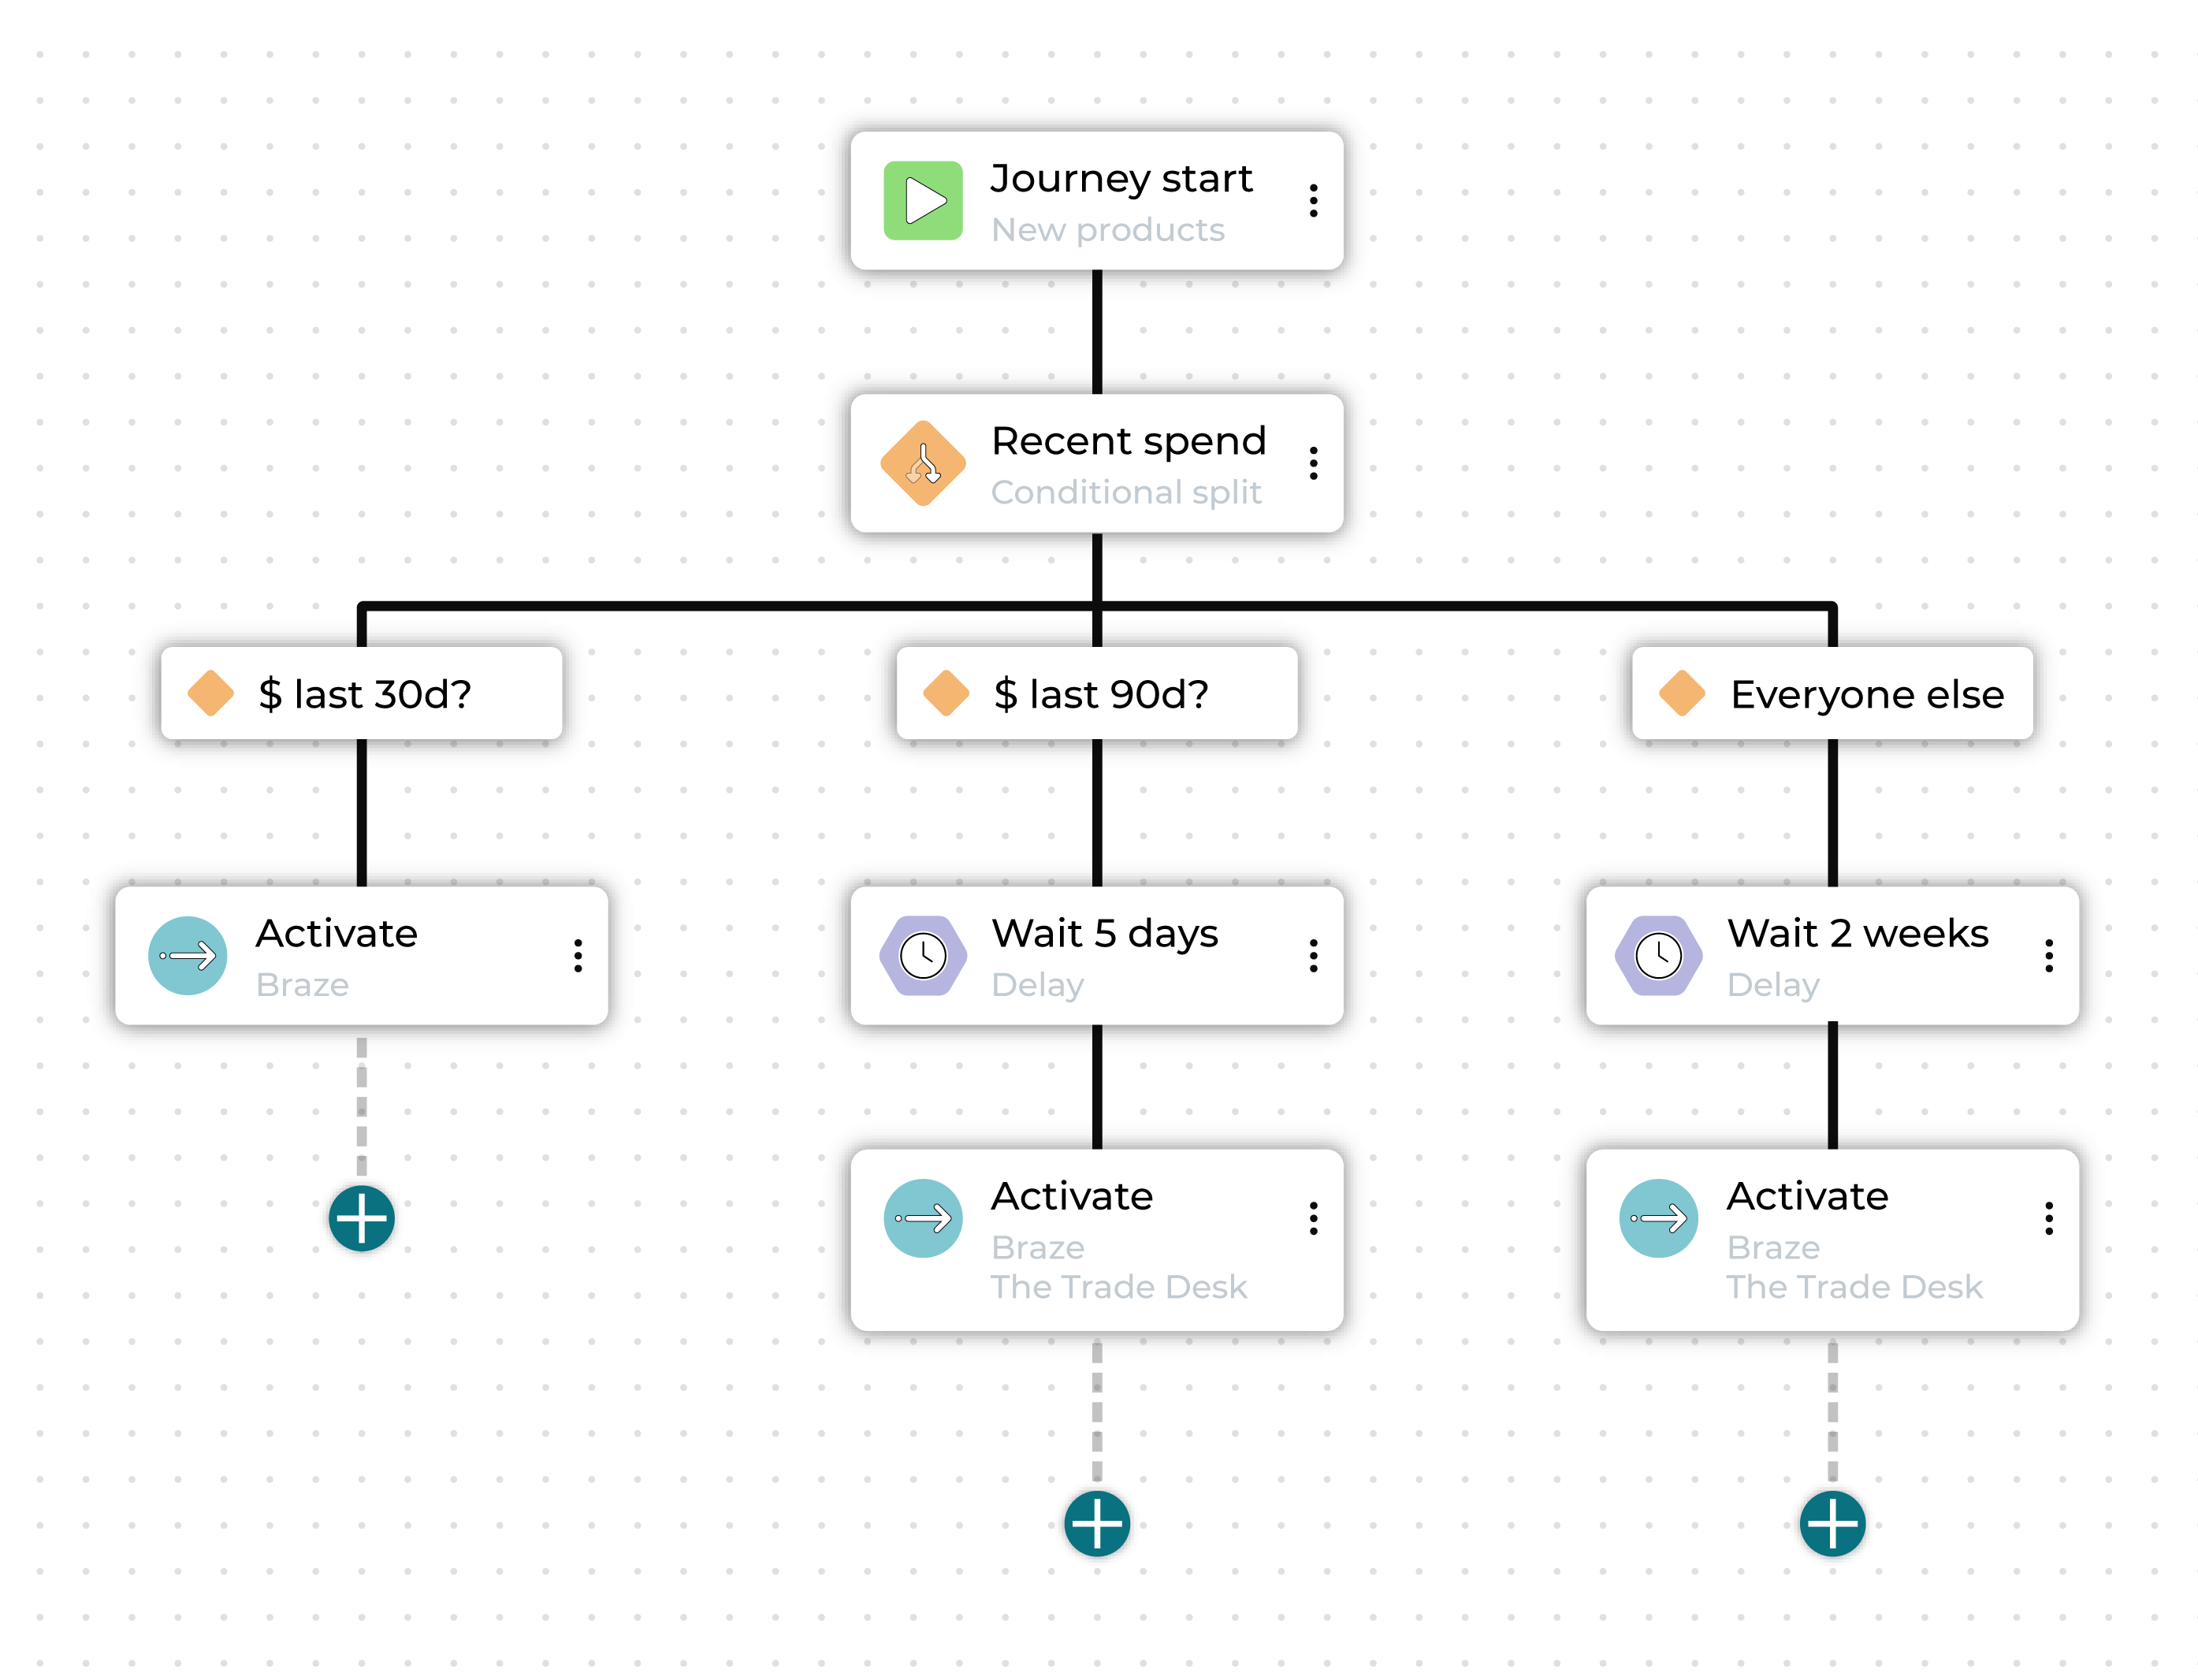 Journey start
New products
Recent spend
Conditional split
$ last 30d?
$ last 90d?
Everyone else
Activate
Braze
Wait 5 days
Delay
Wait 2 weeks
Delay
Activate
Braze
The Trade Desk
Activate
Braze
The Trade Desk